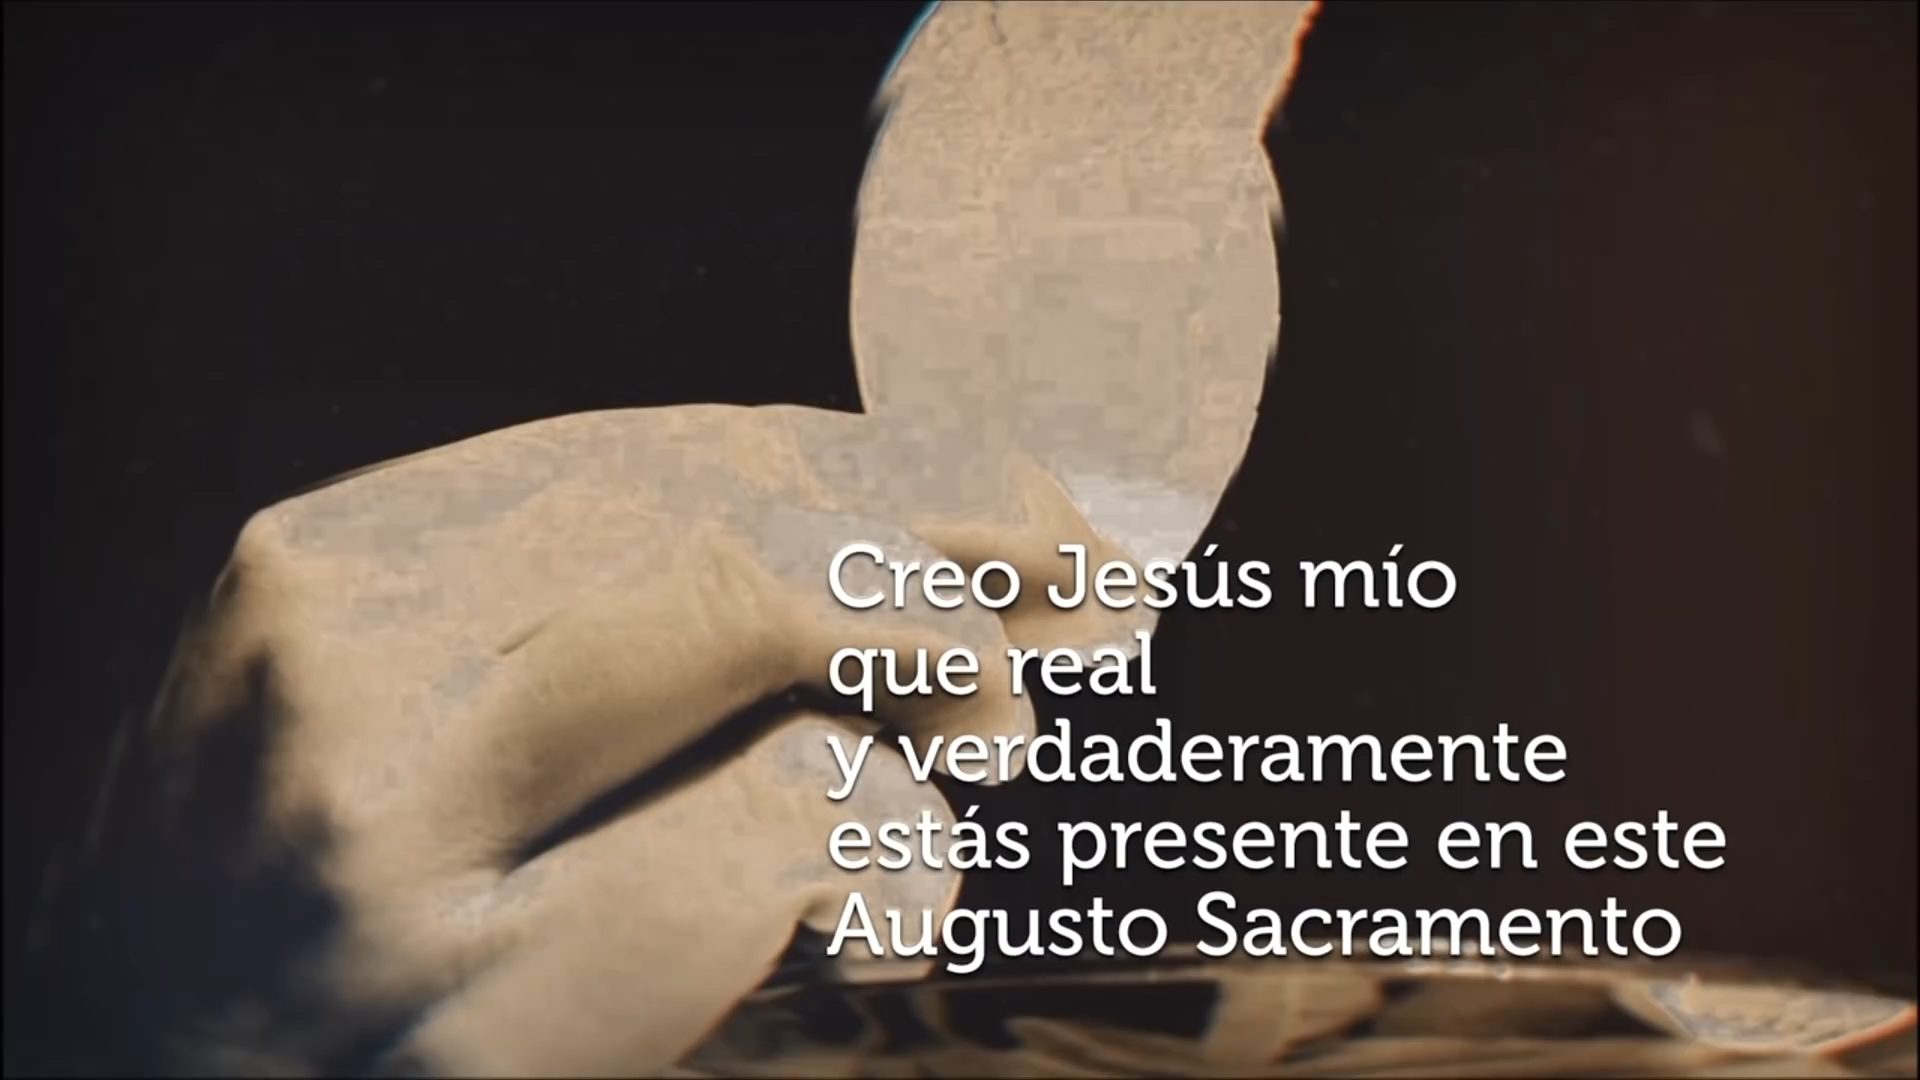 Creo Jesús mío
que real
y verdaderamente
estás presente en este
Augusto Sacramento